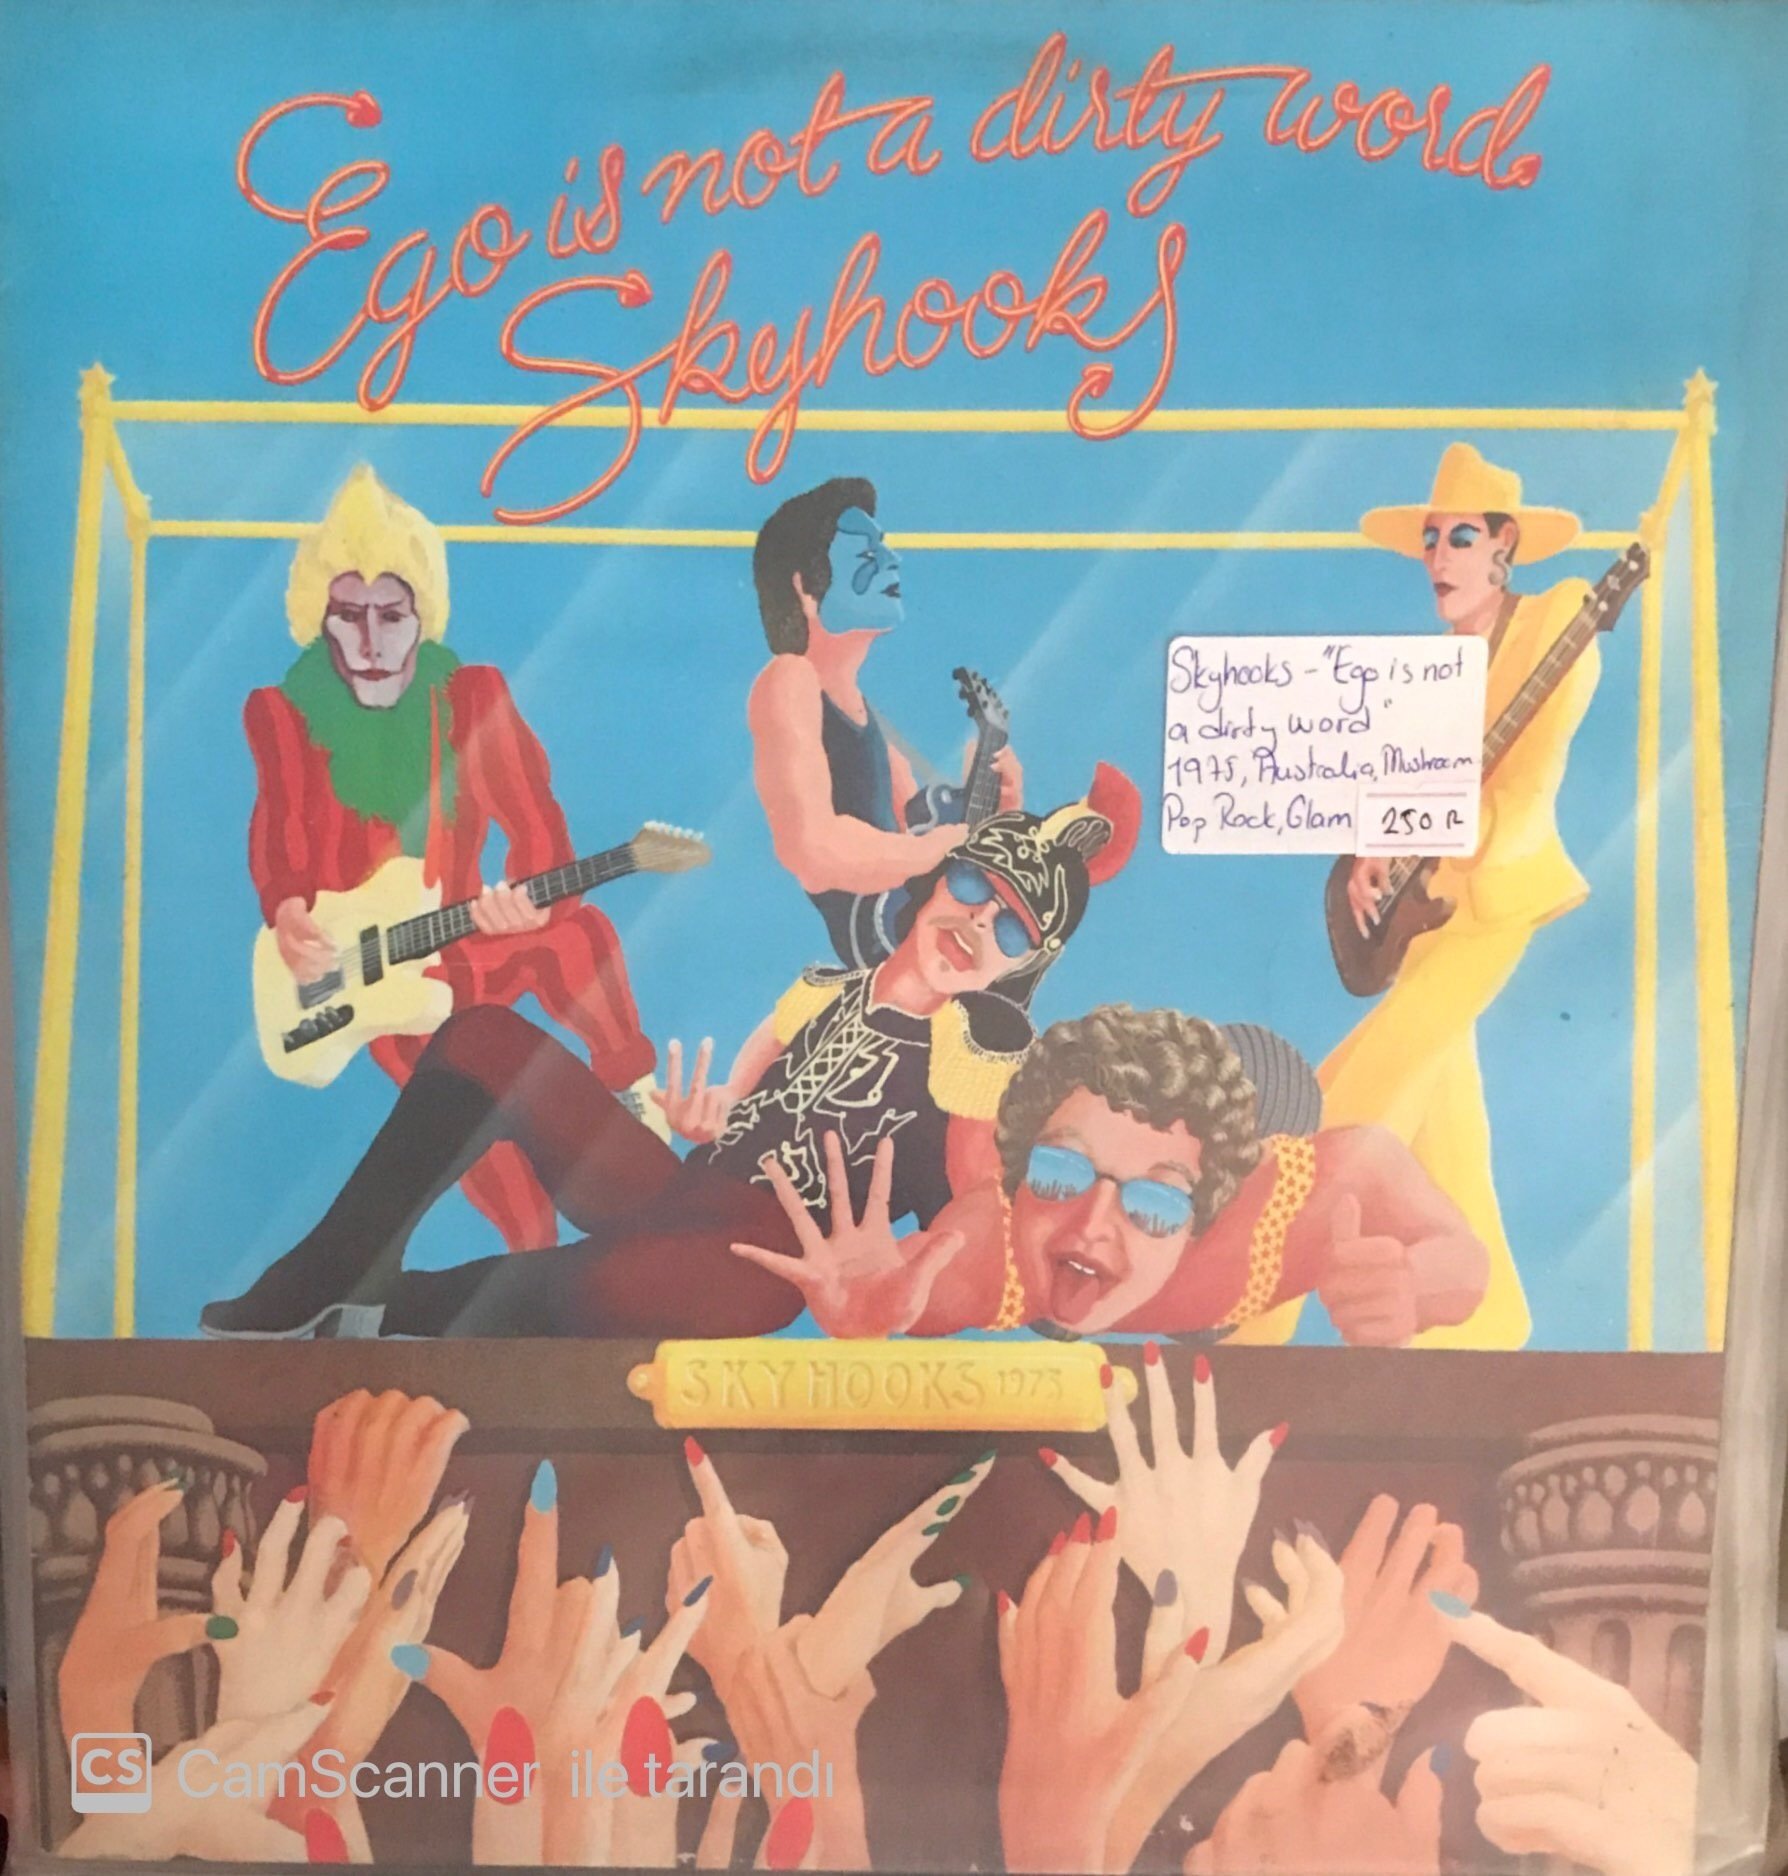 Ego is not a dirty word
Skyhooks
Skyhooks - "Ego is not
a dirty word"
1975, Australia, Mushroom
Pop Rock, Glam
250 R
SKYHOOKS 1975
CS CamScanner ile tarandı